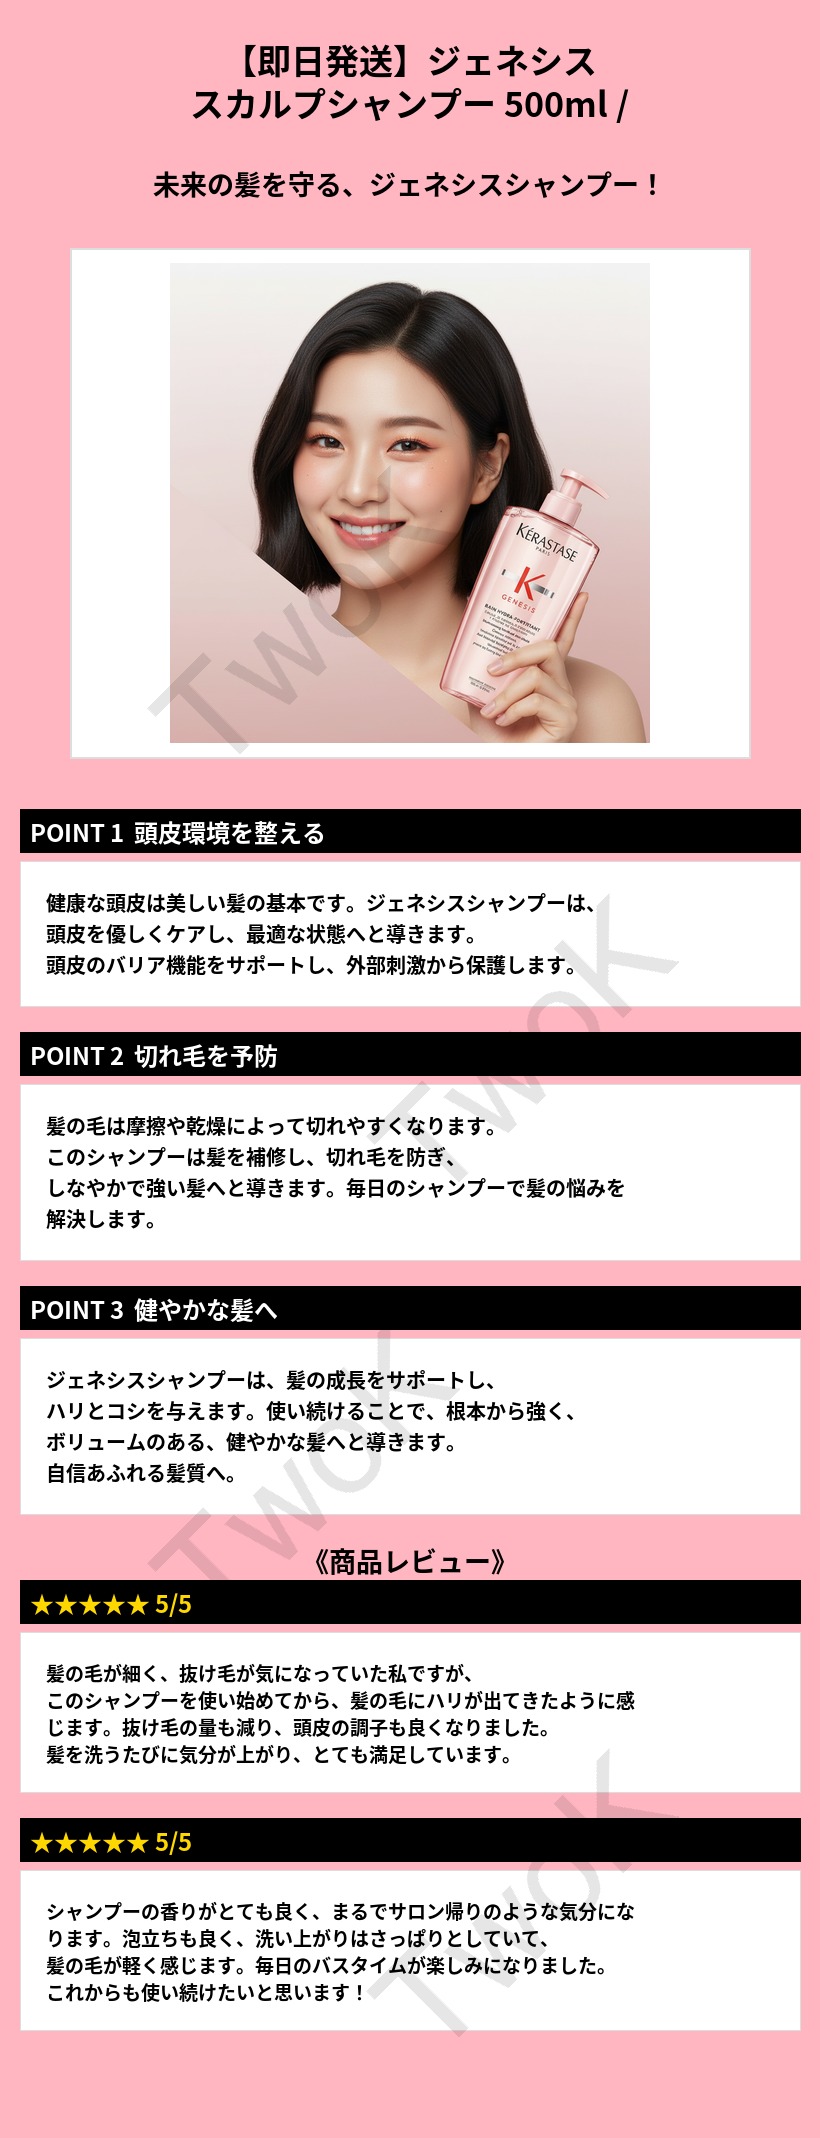 【即日発送】ジェネシス
スカルプシャンプー 500ml /
未来の髪を守る、ジェネシスシャンプー！
KÉRASTASE
PARIS
K
GENESIS
BAIN HYDRA-FORTIFIANT
TwoK
POINT 1 頭皮環境を整える
健康な頭皮は美しい髪の基本です。ジェネシスシャンプーは、
頭皮を優しくケアし、最適な状態へと導きます。
頭皮のバリア機能をサポートし、外部刺激から保護します。
TwoK
POINT 2 切れ毛を予防
髪の毛は摩擦や乾燥によって切れやすくなります。
このシャンプーは髪を補修し、切れ毛を防ぎ、
しなやかで強い髪へと導きます。毎日のシャンプーで髪の悩みを
解決します。
POINT 3 健やかな髪へ
ジェネシスシャンプーは、髪の成長をサポートし、
ハリとコシを与えます。使い続けることで、根本から強く、
ボリュームのある、健やかな髪へと導きます。
自信あふれる髪質へ。
TwoK
《商品レビュー》
★★★★★ 5/5
髪の毛が細く、抜け毛が気になっていた私ですが、
このシャンプーを使い始めてから、髪の毛にハリが出てきたように感
じます。抜け毛の量も減り、頭皮の調子も良くなりました。
髪を洗うたびに気分が上がり、とても満足しています。
★★★★★ 5/5
シャンプーの香りがとても良く、まるでサロン帰りのような気分にな
ります。泡立ちも良く、洗い上がりはさっぱりとしていて、
髪の毛が軽く感じます。毎日のバスタイムが楽しみになりました。
これからも使い続けたいと思います！
TwoK